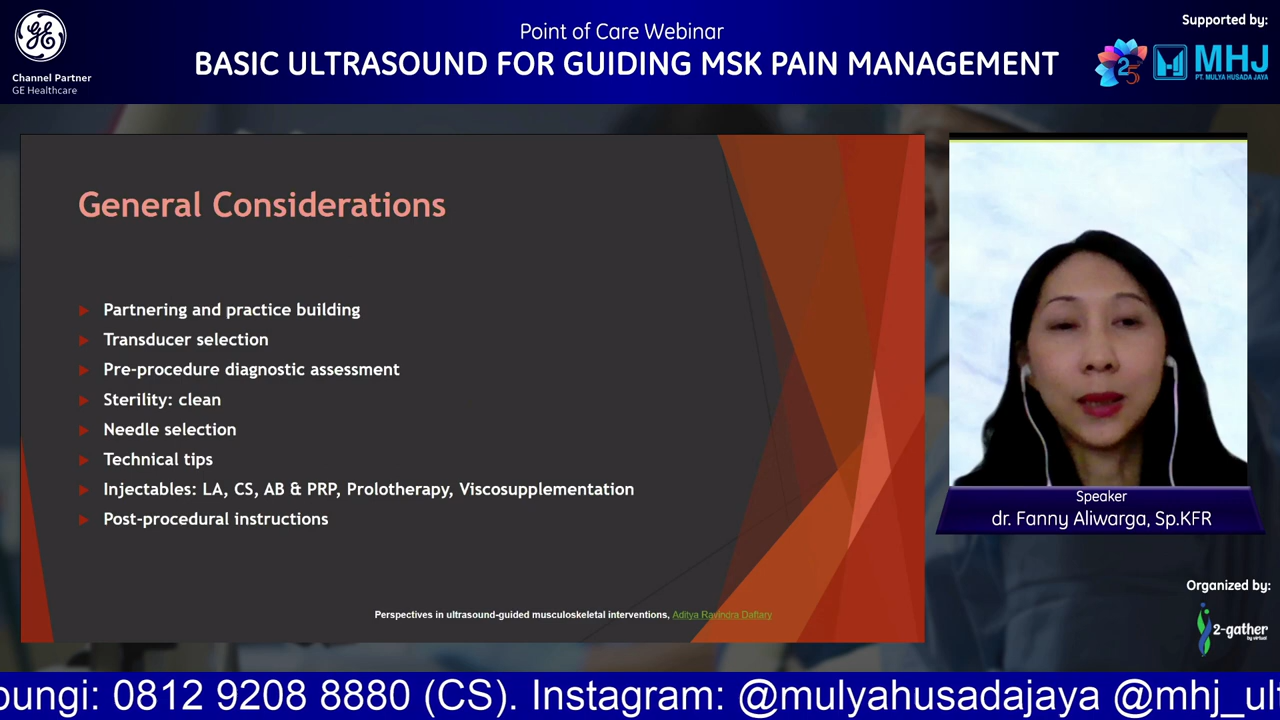 Point of Care Webinar
BASIC ULTRASOUND FOR GUIDING MSK PAIN MANAGEMENT
Channel Partner
GE Healthcare
Supported by:
25
MHJ
PT. MULYA HUSADA JAYA
General Considerations
Partnering and practice building
Transducer selection
Pre-procedure diagnostic assessment
Sterility: clean
Needle selection
Technical tips
Injectables: LA, CS, AB & PRP, Prolotherapy, Viscosupplementation
Post-procedural instructions
Perspectives in ultrasound-guided musculoskeletal interventions, Aditya Ravindra Daftary
Speaker
dr. Fanny Aliwarga, Sp.KFR
Organized by:
2-gather
by virtual
oungi: 0812 9208 8880 (CS). Instagram: @mulyahusadajaya @mhj_ul